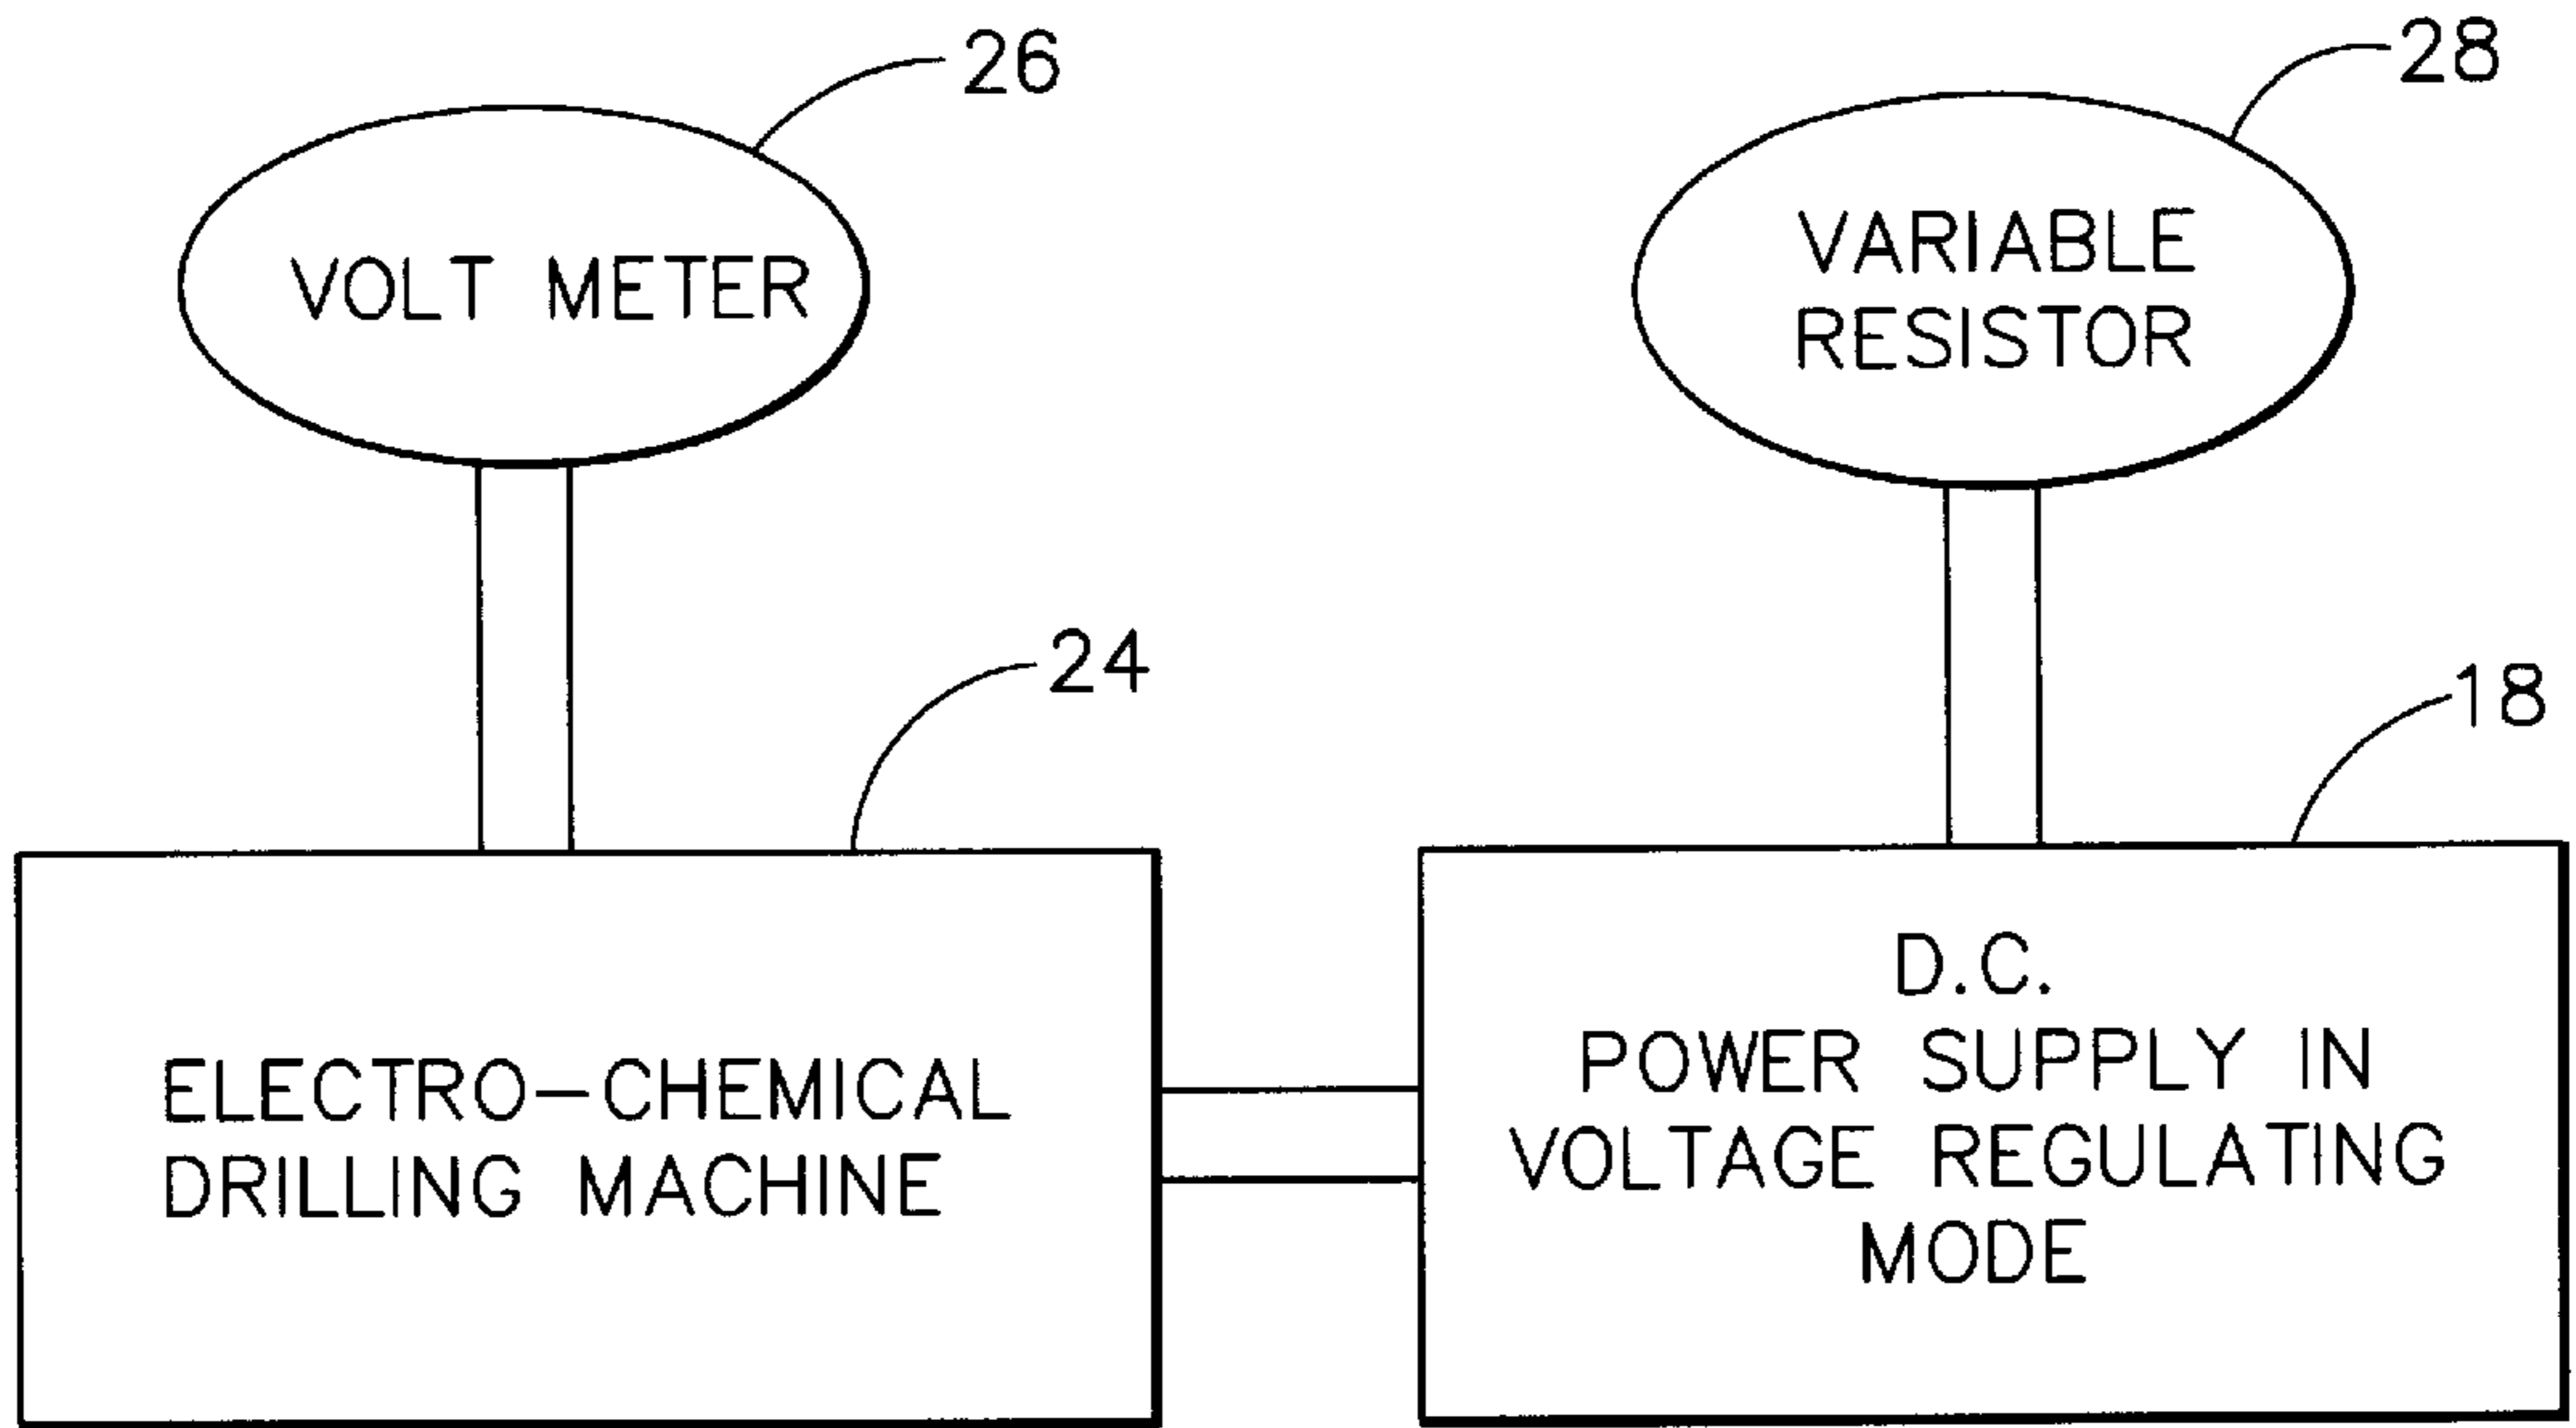 26
28
VOLT METER
VARIABLE
RESISTOR
24
18
ELECTRO-CHEMICAL
DRILLING MACHINE
D.C.
POWER SUPPLY IN
VOLTAGE REGULATING
MODE